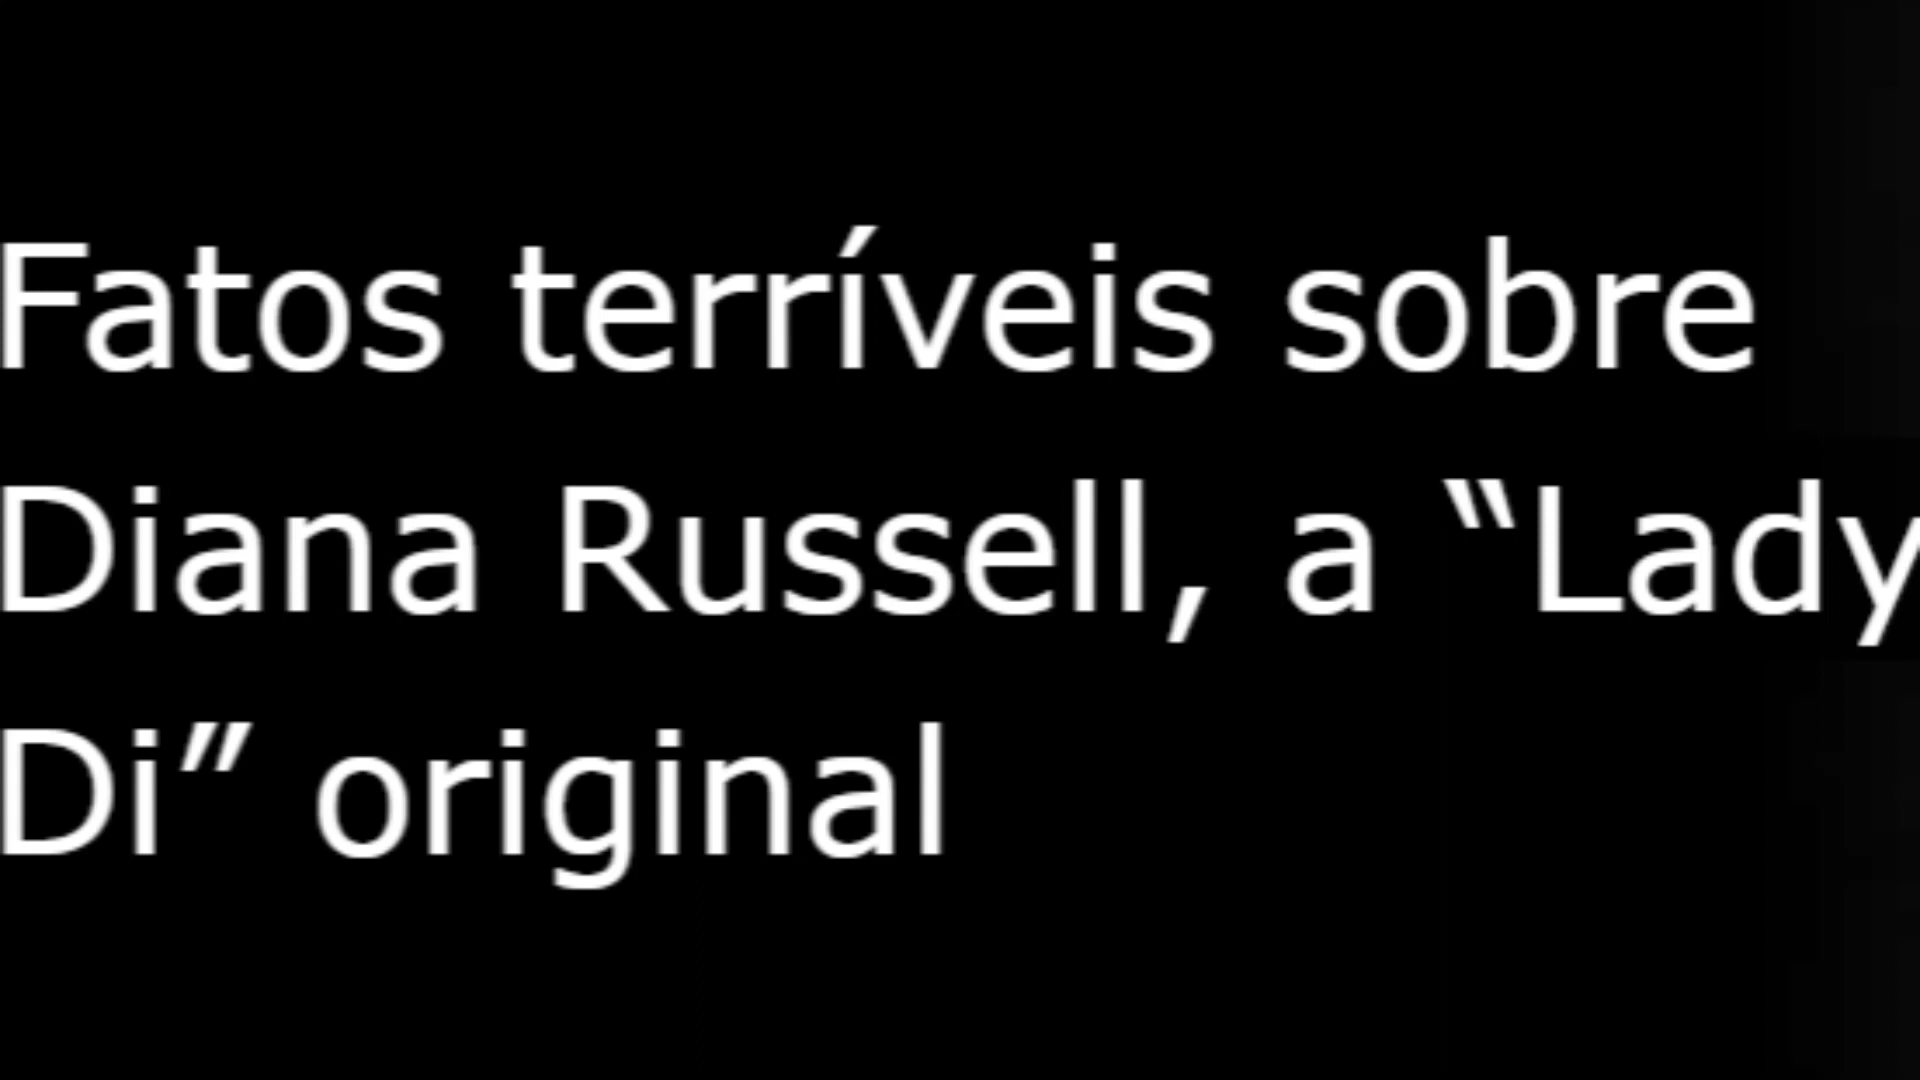 Fatos terríveis sobre
Diana Russell, a “Lady
Di” original